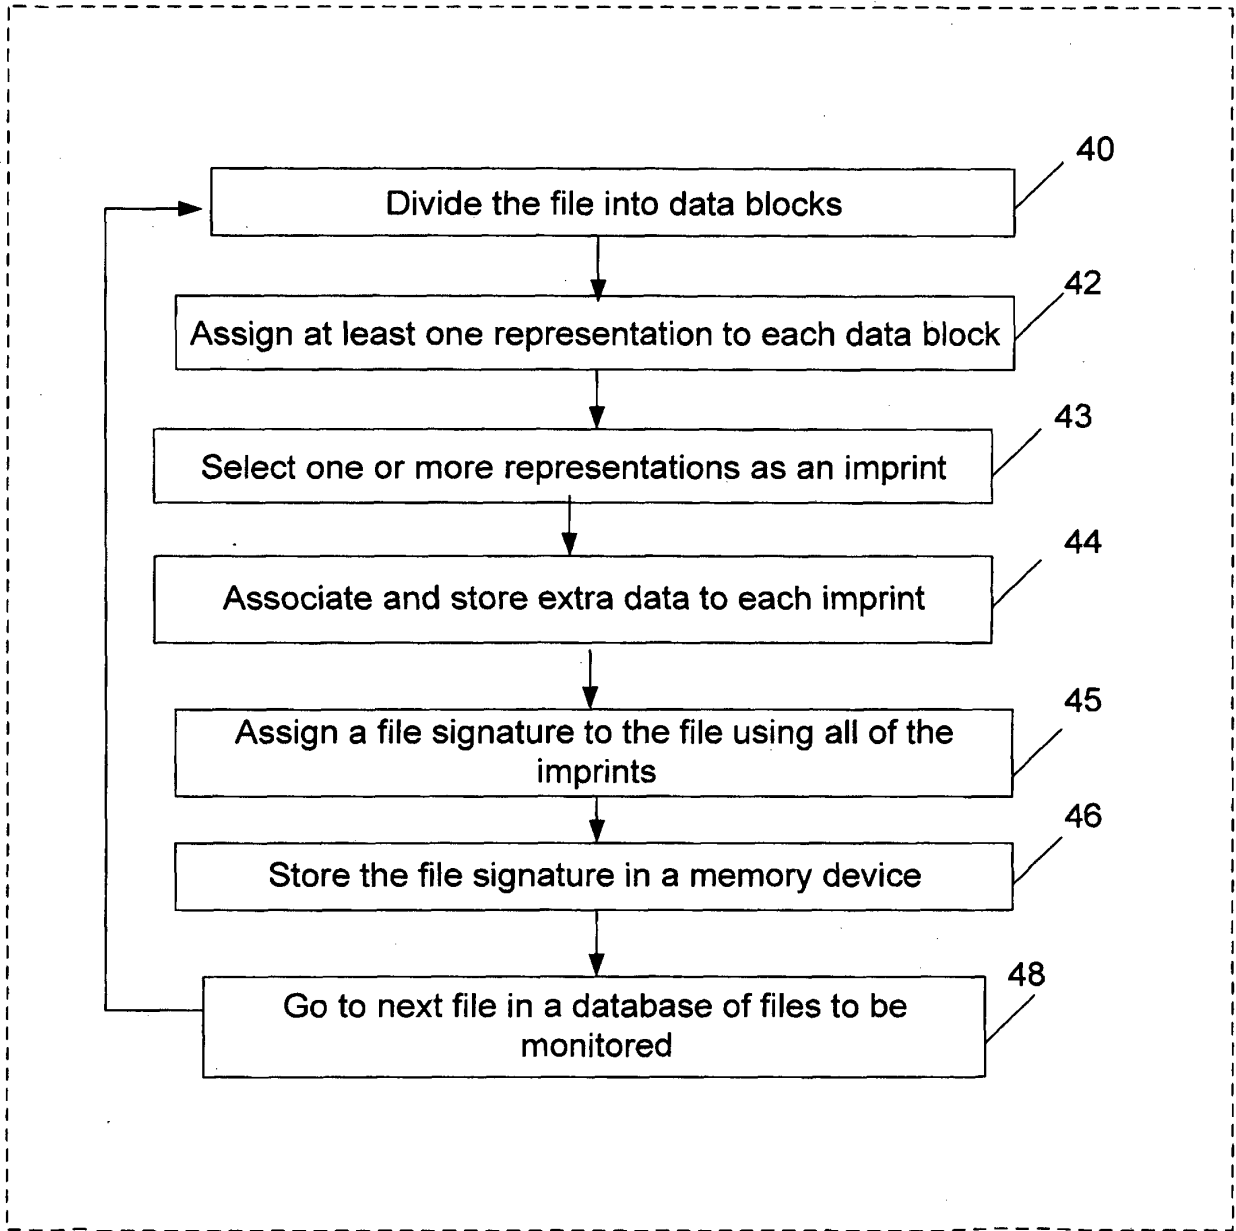 40
Divide the file into data blocks
42
Assign at least one representation to each data block
43
Select one or more representations as an imprint
44
Associate and store extra data to each imprint
45
Assign a file signature to the file using all of the
imprints
46
Store the file signature in a memory device
48
Go to next file in a database of files to be
monitored